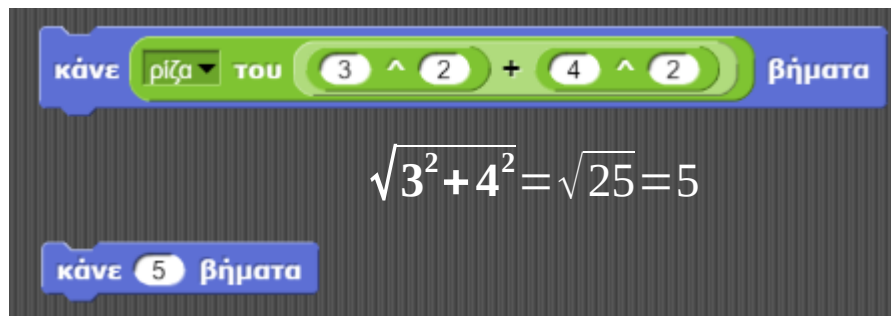 κάνε ρίζα του 3 ^ 2 + 4 ^ 2 βήματα
√3²+4²=√25=5
κάνε 5 βήματα